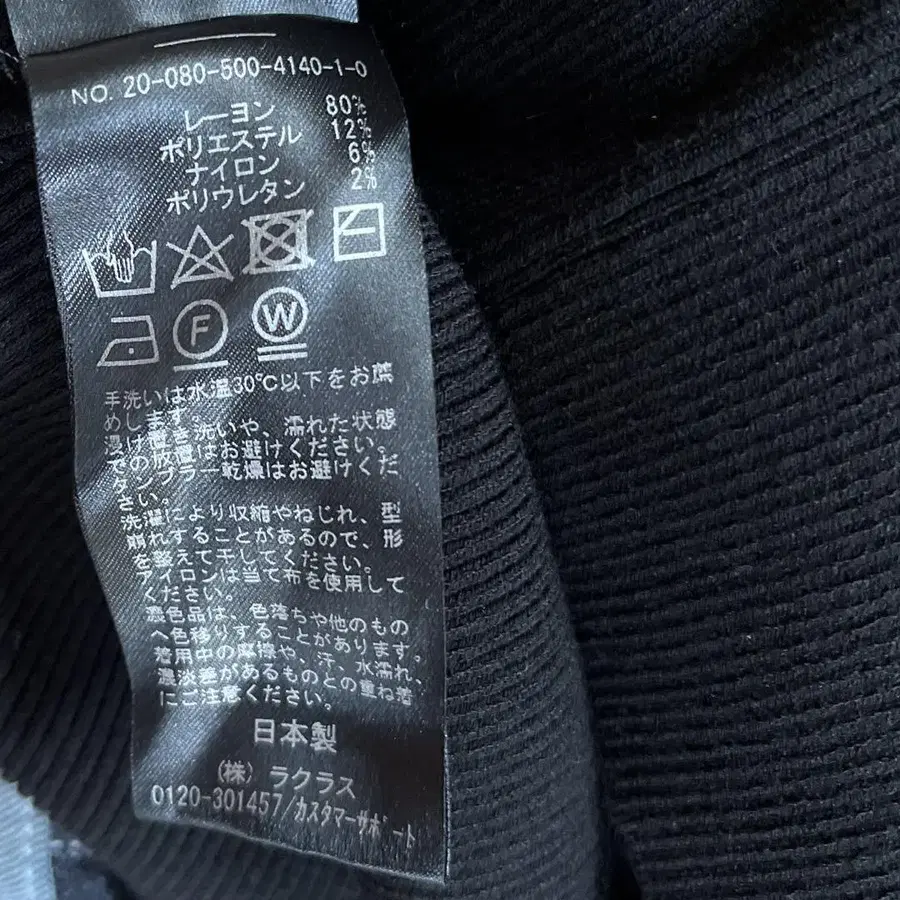 NO. 20-080-500-4140-1-0
レーヨン 80%
ポリエステル 12%
ナイロン 6%
ポリウレタン 2%
F W
手洗いは水温30℃以下をお薦
めします。
漬け置き洗いや、濡れた状態
での放置はお避けください。
タンブラー乾燥はお避けくだ
さい。
洗濯により収縮やねじれ、型
崩れすることがあるので、形
を整えて干してください。
アイロンは当て布を使用して
ください。
濃色品は、色落ちや他のもの
へ色移りすることがあります。
着用中の摩擦や、汗、水濡れ、
濃淡差があるものとの重ね着
にご注意ください。
日本製
(株) ラクラス
0120-301457/カスタマーサポート